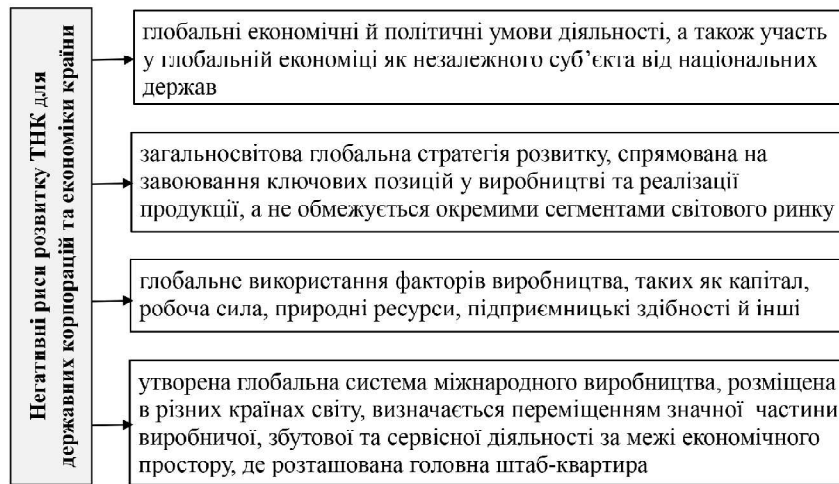 Негативні риси розвитку ТНК для
державних корпорацій та економіки країни
глобальні економічні й політичні умови діяльності, а також участь
у глобальній економіці як незалежного суб’єкта від національних
держав
загальносвітова глобальна стратегія розвитку, спрямована на
завоювання ключових позицій у виробництві та реалізації
продукції, а не обмежується окремими сегментами світового ринку
глобальне використання факторів виробництва, таких як капітал,
робоча сила, природні ресурси, підприємницькі здібності й інші
утворена глобальна система міжнародного виробництва, розміщена
в різних країнах світу, визначається переміщенням значної частини
виробничої, збутової та сервісної діяльності за межі економічного
простору, де розташована головна штаб-квартира